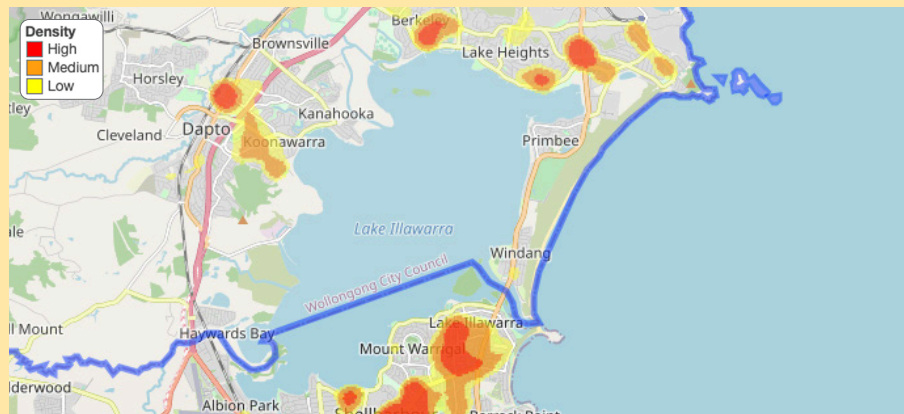 Wongawilli
Berkeley
Density
High
Medium
Low
Brownsville
Lake Heights
Horsley
Kanahooka
Cleveland
Dapto
Koonawarra
Primbee
Lake Illawarra
Windang
Wollongong City Council
Lake Illawarra
Haywards Bay
Mount Warrigal
Albion Park